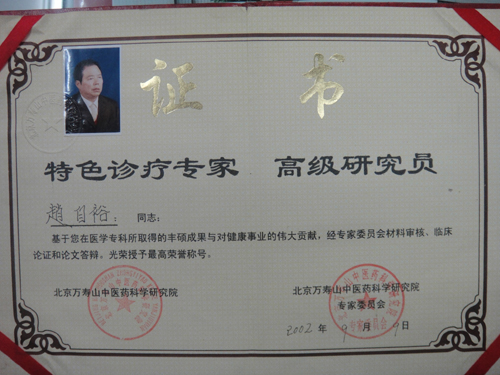 证 书
特色诊疗专家 高级研究员
趙自裕： 同志：
基于您在医学专科所取得的丰硕成果与对健康事业的伟大贡献，经专家委员会材料审核、临床
论证和论文答辩，光荣授予最高荣誉称号。
北京万寿山中医药科学研究院 北京万寿山中医药科学研究院
专家委员会
2002 年 9 月 9 日